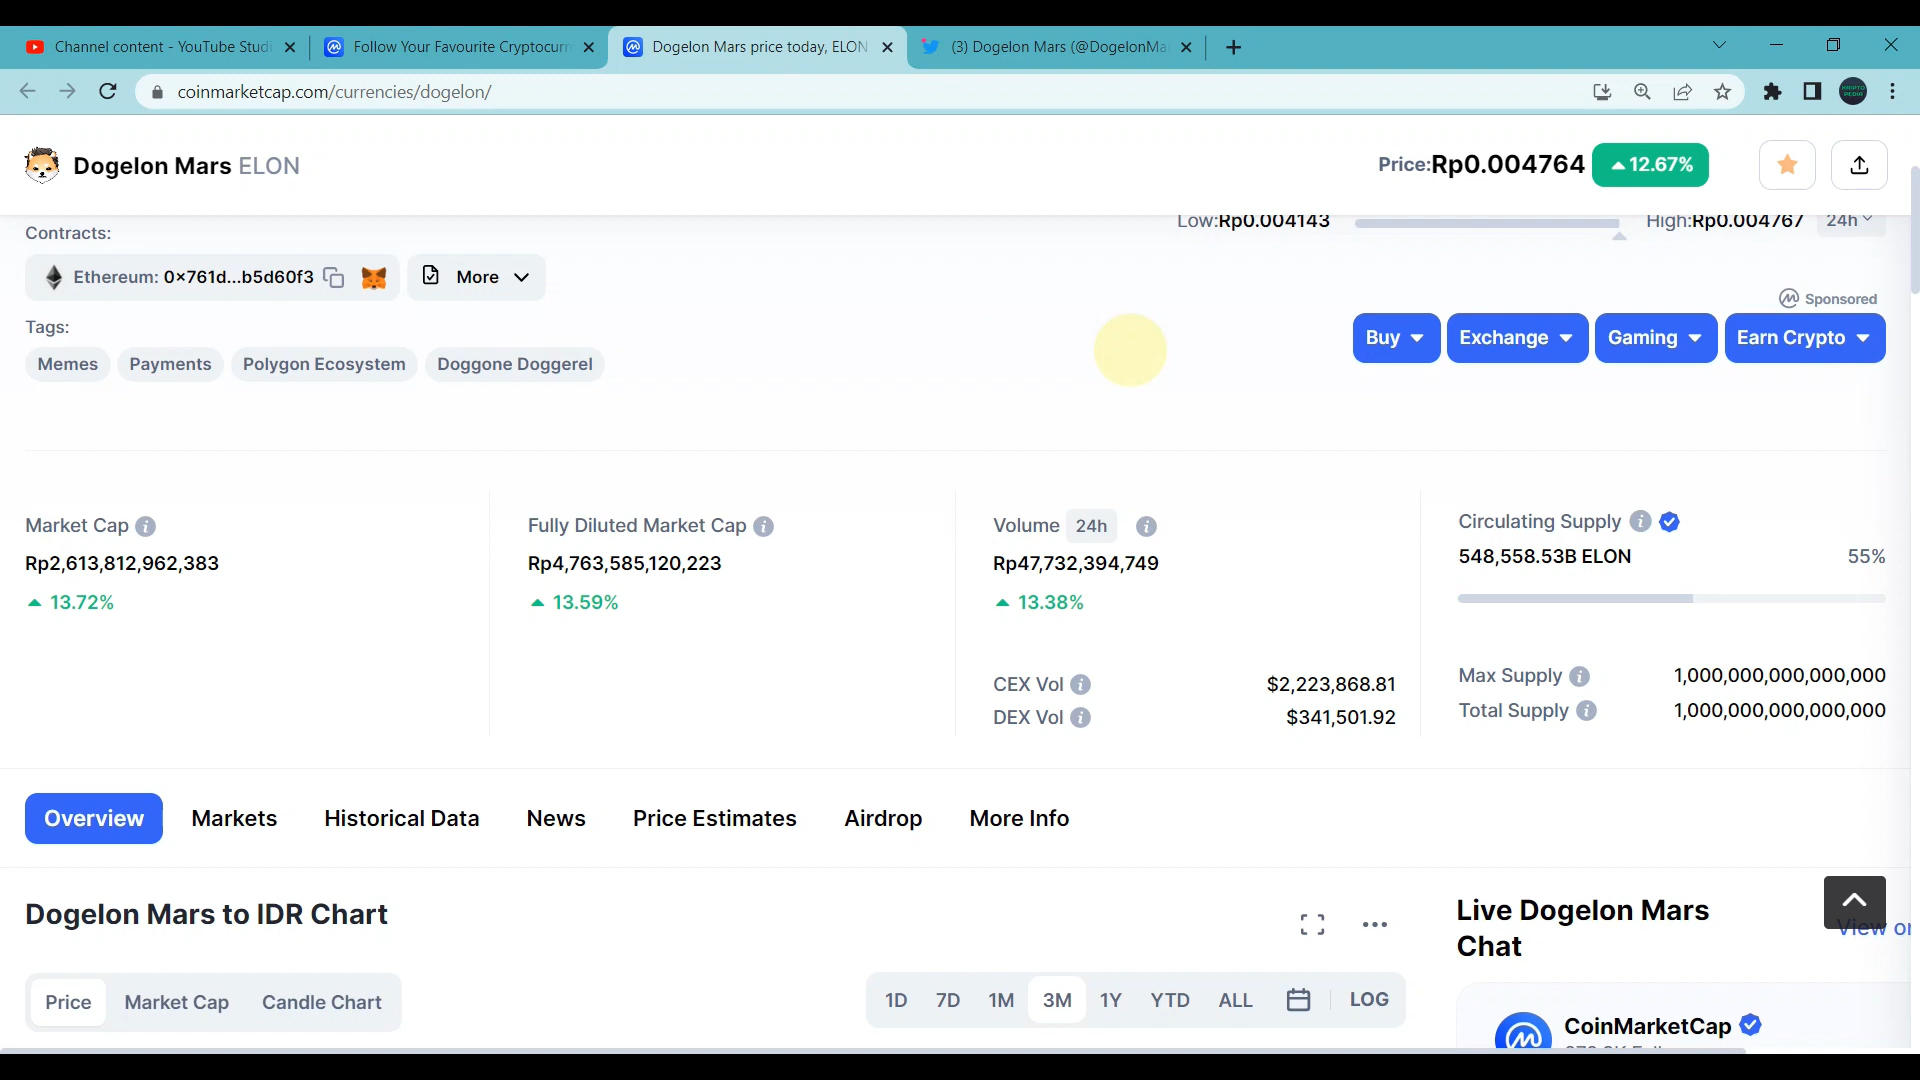 Channel content - YouTube Studi
Follow Your Favourite Cryptocurr
Dogelon Mars price today, ELON
(3) Dogelon Mars (@DogelonMa
coinmarketcap.com/currencies/dogelon/
KRIPTO
PEDIA
Dogelon Mars ELON
Price:Rp0.004764 12.67%
Contracts:
Low:Rp0.004143 High:Rp0.004767 24h
Ethereum: 0x761d...b5d60f3 More
Sponsored
Tags:
Buy Exchange Gaming Earn Crypto
Memes Payments Polygon Ecosystem Doggone Doggerel
Market Cap
Rp2,613,812,962,383
13.72%
Fully Diluted Market Cap
Rp4,763,585,120,223
13.59%
Volume 24h
Rp47,732,394,749
13.38%
CEX Vol $2,223,868.81
DEX Vol $341,501.92
Circulating Supply
548,558.53B ELON 55%
Max Supply 1,000,000,000,000,000
Total Supply 1,000,000,000,000,000
Overview Markets Historical Data News Price Estimates Airdrop More Info
Dogelon Mars to IDR Chart
Price Market Cap Candle Chart
1D 7D 1M 3M 1Y YTD ALL LOG
Live Dogelon Mars
Chat
View or
CoinMarketCap